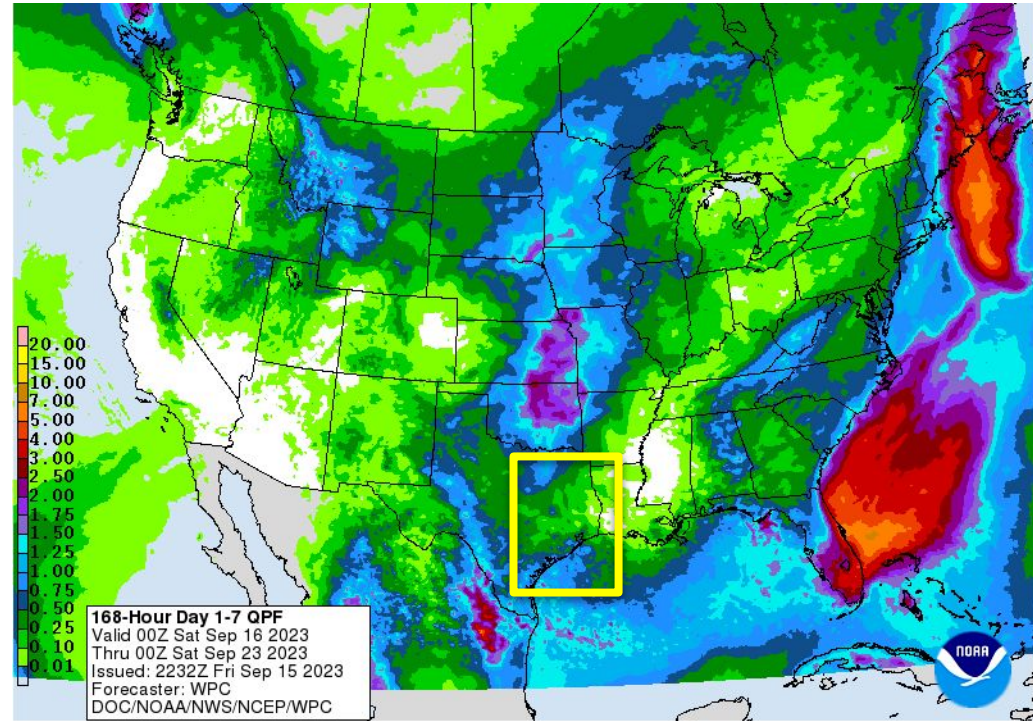 20.00
15.00
10.00
7.00
5.00
4.00
3.00
2.50
2.00
1.75
1.50
1.25
1.00
0.75
0.50
0.25
0.10
0.01
168-Hour Day 1-7 QPF
Valid 00Z Sat Sep 16 2023
Thru 00Z Sat Sep 23 2023
Issued: 2232Z Fri Sep 15 2023
Forecaster: WPC
DOC/NOAA/NWS/NCEP/WPC
NOAA